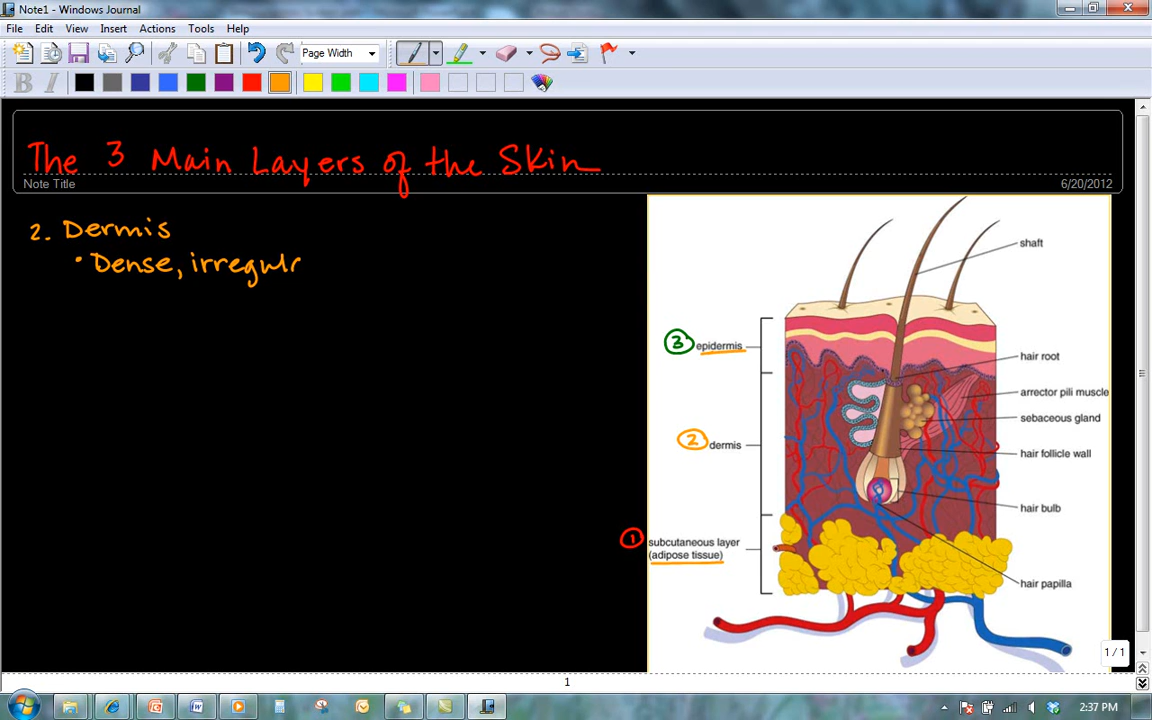 Note1 - Windows Journal
File Edit View Insert Actions Tools Help
Page Width
B I
The 3 Main Layers of the Skin
Note Title
6/20/2012
2. Dermis
• Dense, irregular
shaft
3 epidermis
hair root
arrector pili muscle
sebaceous gland
2 dermis
hair follicle wall
hair bulb
1 subcutaneous layer
(adipose tissue)
hair papilla
1 / 1
1
2:37 PM